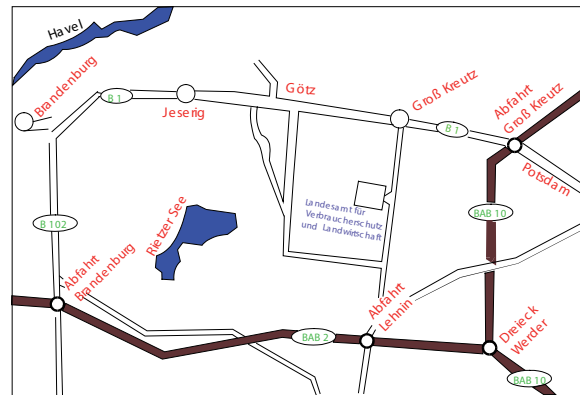 Havel
Brandenburg
B 1
Jeserig
Götz
Groß Kreutz
B 1
Abfahrt
Groß Kreutz
Potsdam
B 102
Rietzer See
Landesamt für
Verbraucherschutz
und Landwirtschaft
BAB 10
Abfahrt
Brandenburg
Abfahrt
Lehnin
BAB 2
Dreieck
Werder
BAB 10